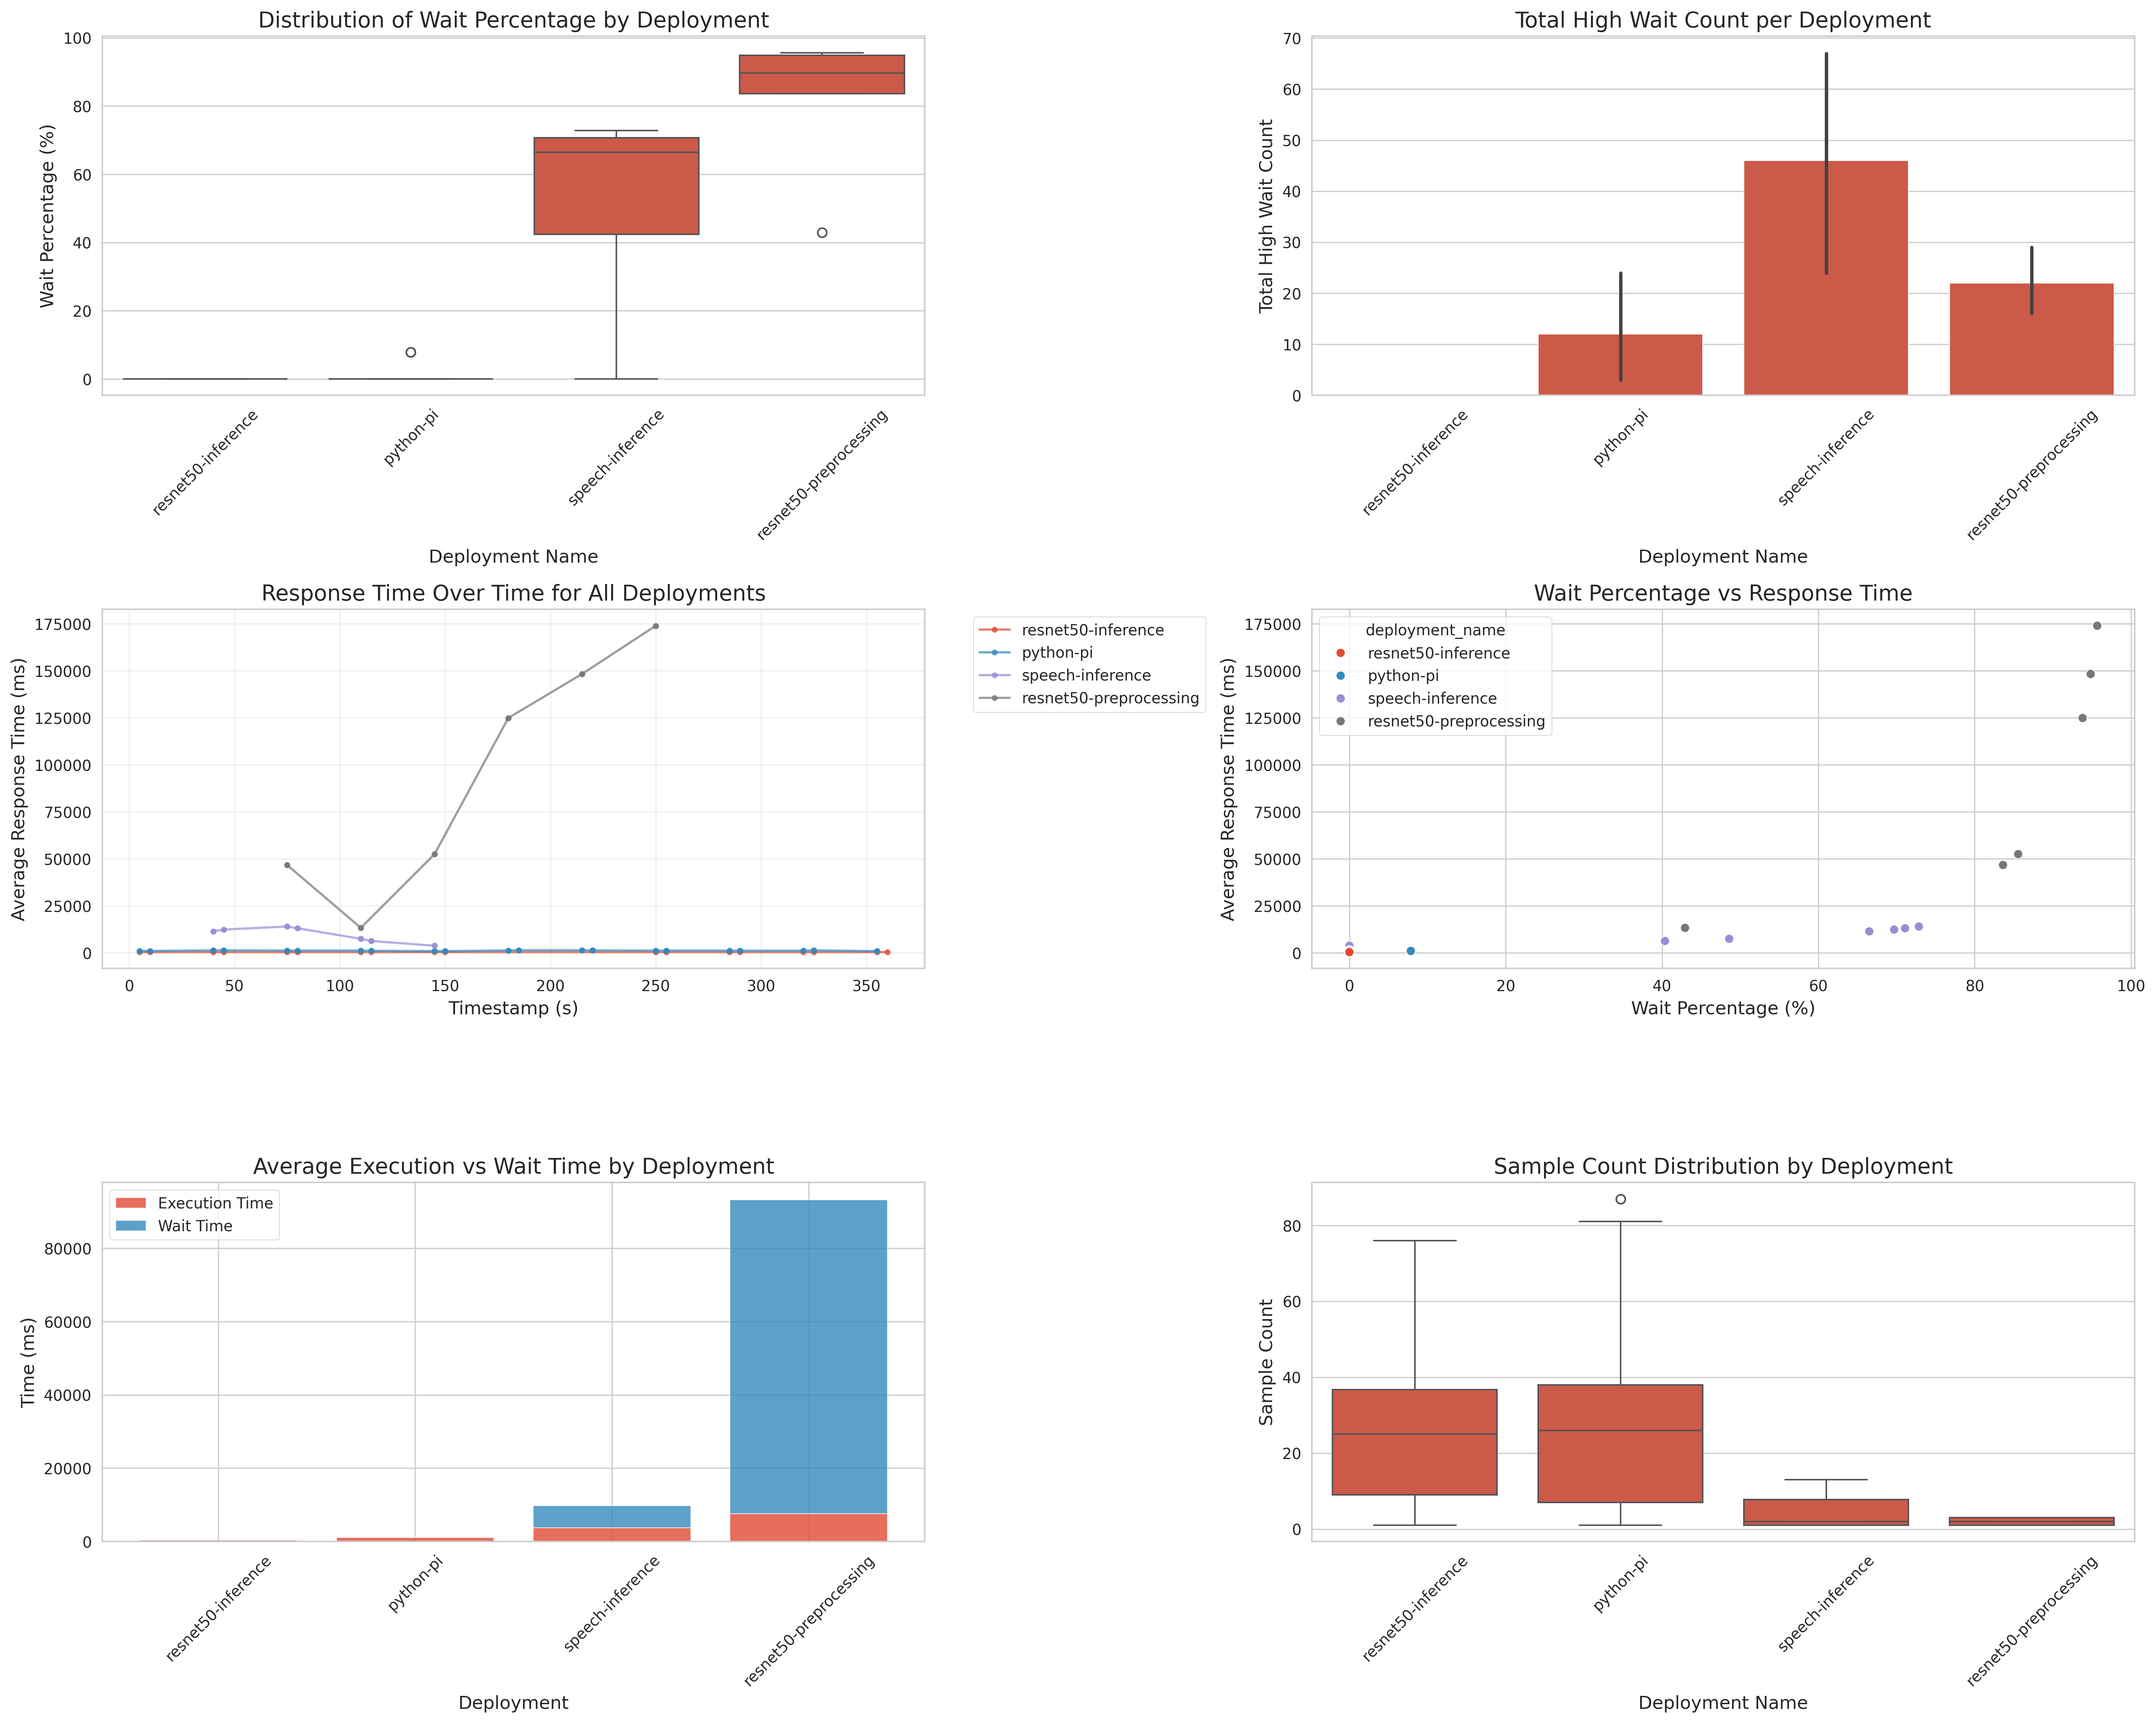 Distribution of Wait Percentage by Deployment
Wait Percentage (%)
100
80
60
40
20
0
resnet50-inference
python-pi
speech-inference
resnet50-preprocessing
Deployment Name
Total High Wait Count per Deployment
Total High Wait Count
70
60
50
40
30
20
10
0
resnet50-inference
python-pi
speech-inference
resnet50-preprocessing
Deployment Name
Response Time Over Time for All Deployments
Average Response Time (ms)
175000
150000
125000
100000
75000
50000
25000
0
0 50 100 150 200 250 300 350
Timestamp (s)
resnet50-inference
python-pi
speech-inference
resnet50-preprocessing
Wait Percentage vs Response Time
Average Response Time (ms)
175000
150000
125000
100000
75000
50000
25000
0
deployment_name
resnet50-inference
python-pi
speech-inference
resnet50-preprocessing
0 20 40 60 80 100
Wait Percentage (%)
Average Execution vs Wait Time by Deployment
Time (ms)
Execution Time
Wait Time
80000
60000
40000
20000
0
resnet50-inference
python-pi
speech-inference
resnet50-preprocessing
Deployment
Sample Count Distribution by Deployment
Sample Count
80
60
40
20
0
resnet50-inference
python-pi
speech-inference
resnet50-preprocessing
Deployment Name